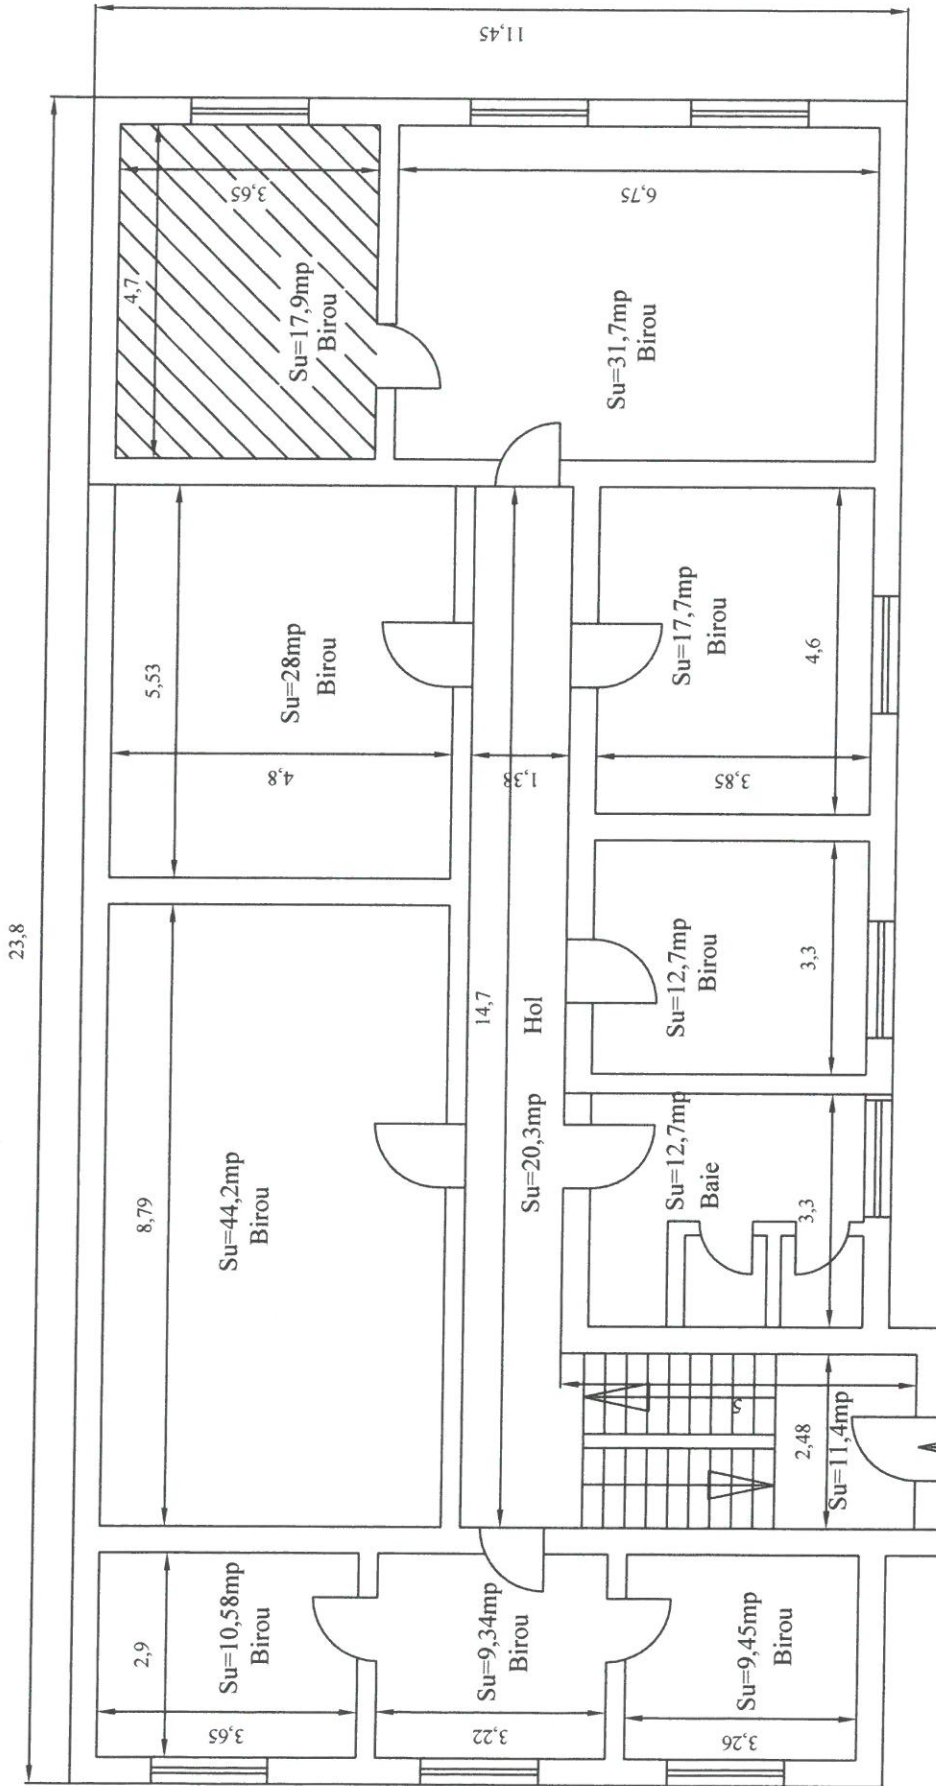 23,8
11,45
4,7
3,65
Su=17,9mp
Birou
6,75
Su=31,7mp
Birou
5,53
4,8
Su=28mp
Birou
Su=17,7mp
Birou
4,6
3,85
1,38
14,7
Hol
Su=20,3mp
8,79
Su=44,2mp
Birou
Su=12,7mp
Birou
3,3
Su=12,7mp
Baie
3,3
5
2,48
Su=11,4mp
2,9
Su=10,58mp
Birou
3,65
Su=9,34mp
Birou
3,22
Su=9,45mp
Birou
3,26